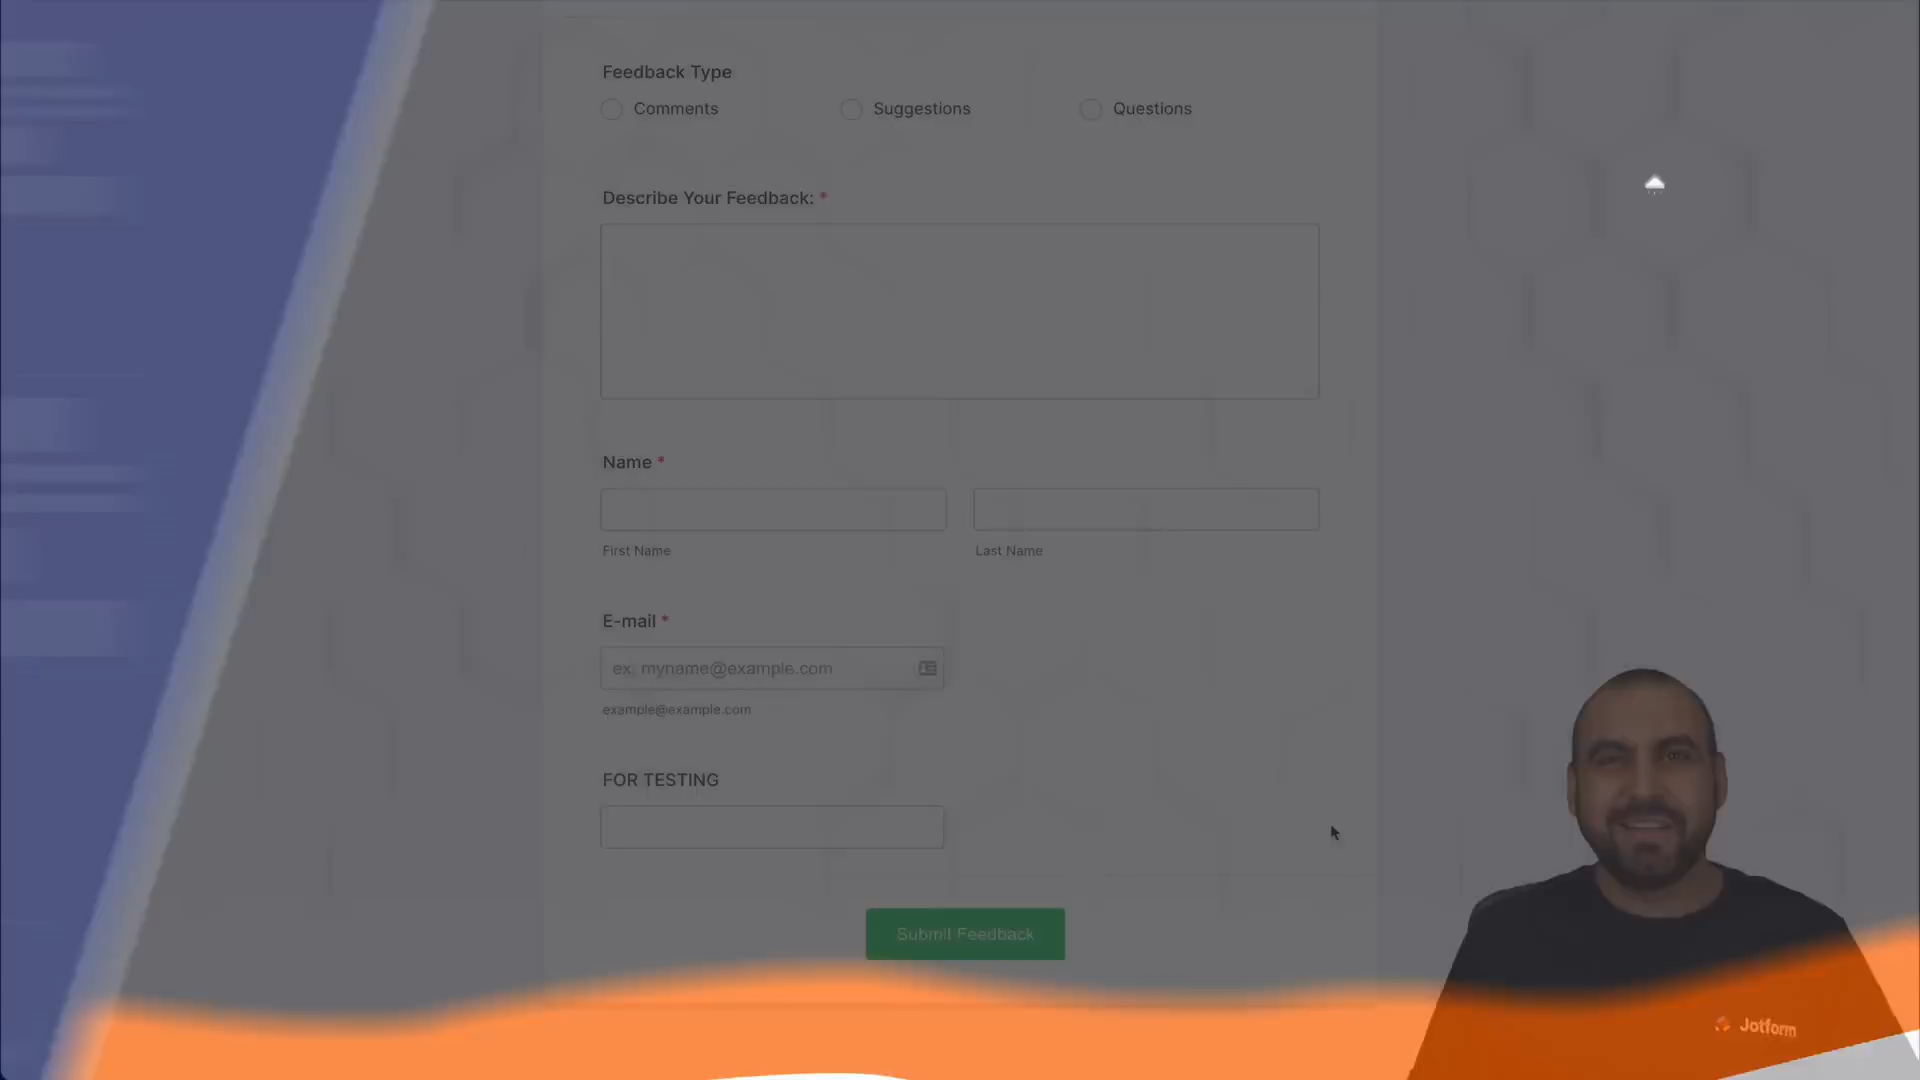 Feedback Type
Comments Suggestions Questions
Describe Your Feedback: *
Name *
First Name Last Name
E-mail *
ex: myname@example.com
example@example.com
FOR TESTING
Submit Feedback
Jotform